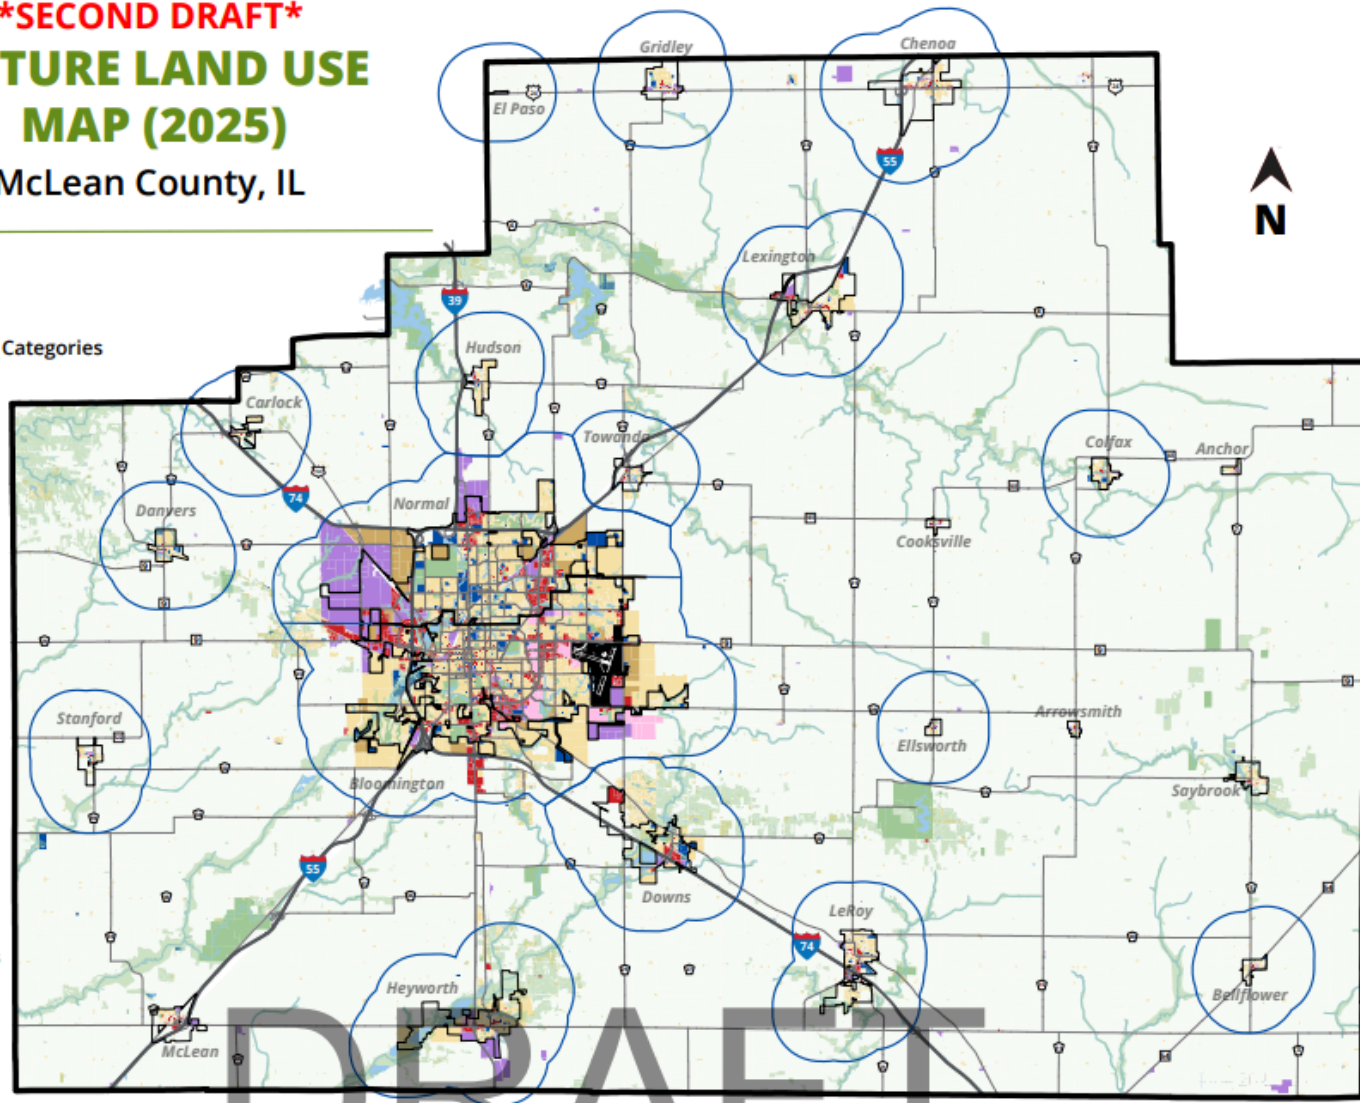 *SECOND DRAFT*
TURE LAND USE
MAP (2025)
McLean County, IL
Categories
N
El Paso
Gridley
Chenoa
55
Lexington
39
Hudson
Carlock
Towanda
Colfax
Anchor
74
Normal
Danvers
Cooksville
Stanford
Arrowsmith
Ellsworth
Bloomington
Saybrook
55
Downs
LeRoy
74
Heyworth
Bellflower
McLean
DRAFT